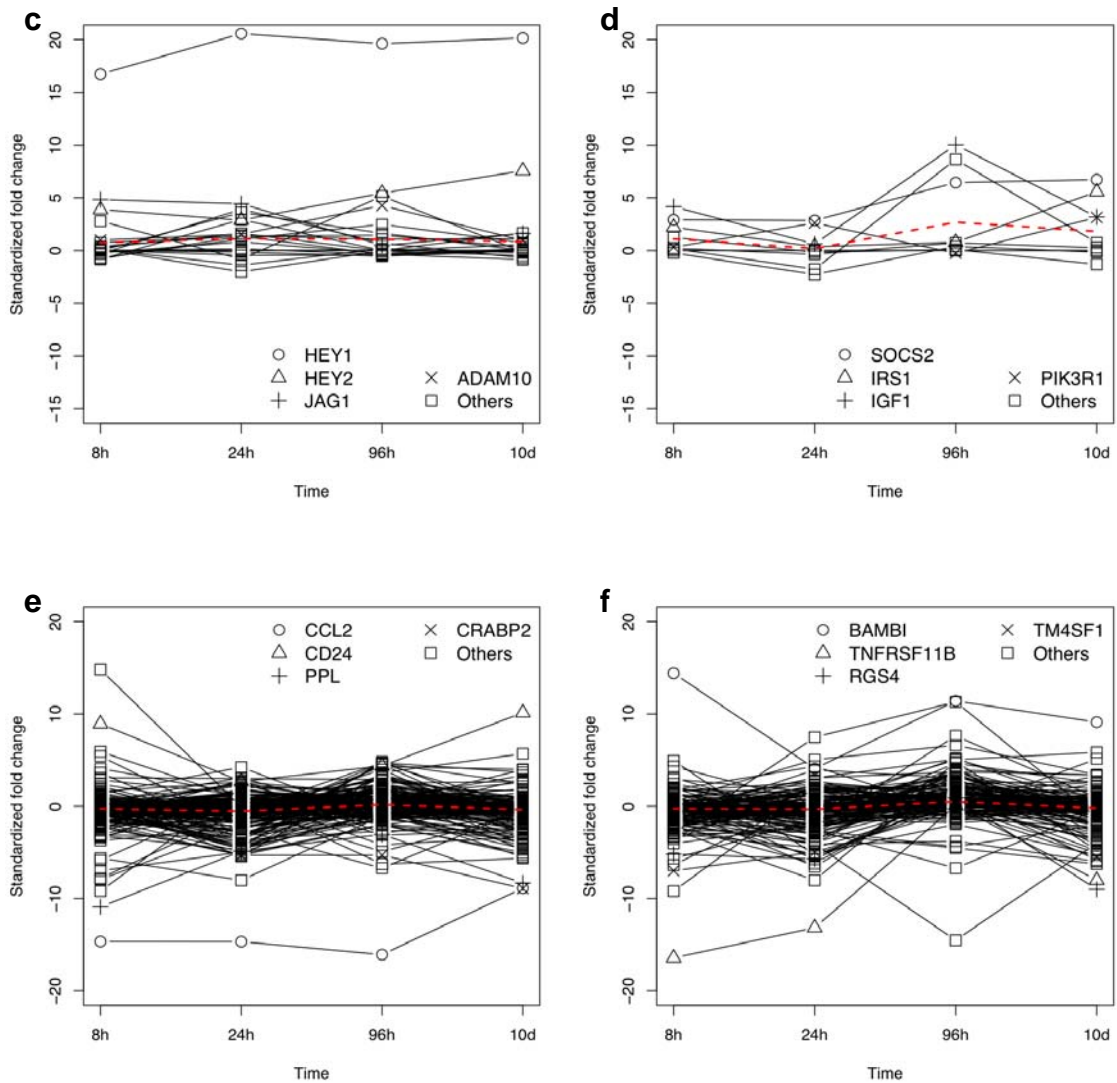 c
Standardized fold change
20
15
10
5
0
−5
−10
−15
HEY1
HEY2
JAG1
ADAM10
Others
8h
24h
96h
10d
Time
d
Standardized fold change
20
15
10
5
0
−5
−10
−15
SOCS2
IRS1
IGF1
PIK3R1
Others
8h
24h
96h
10d
Time
e
Standardized fold change
20
10
0
−10
−20
CCL2
CD24
PPL
CRABP2
Others
8h
24h
96h
10d
Time
f
Standardized fold change
20
10
0
−10
−20
BAMBI
TNFRSF11B
RGS4
TM4SF1
Others
8h
24h
96h
10d
Time